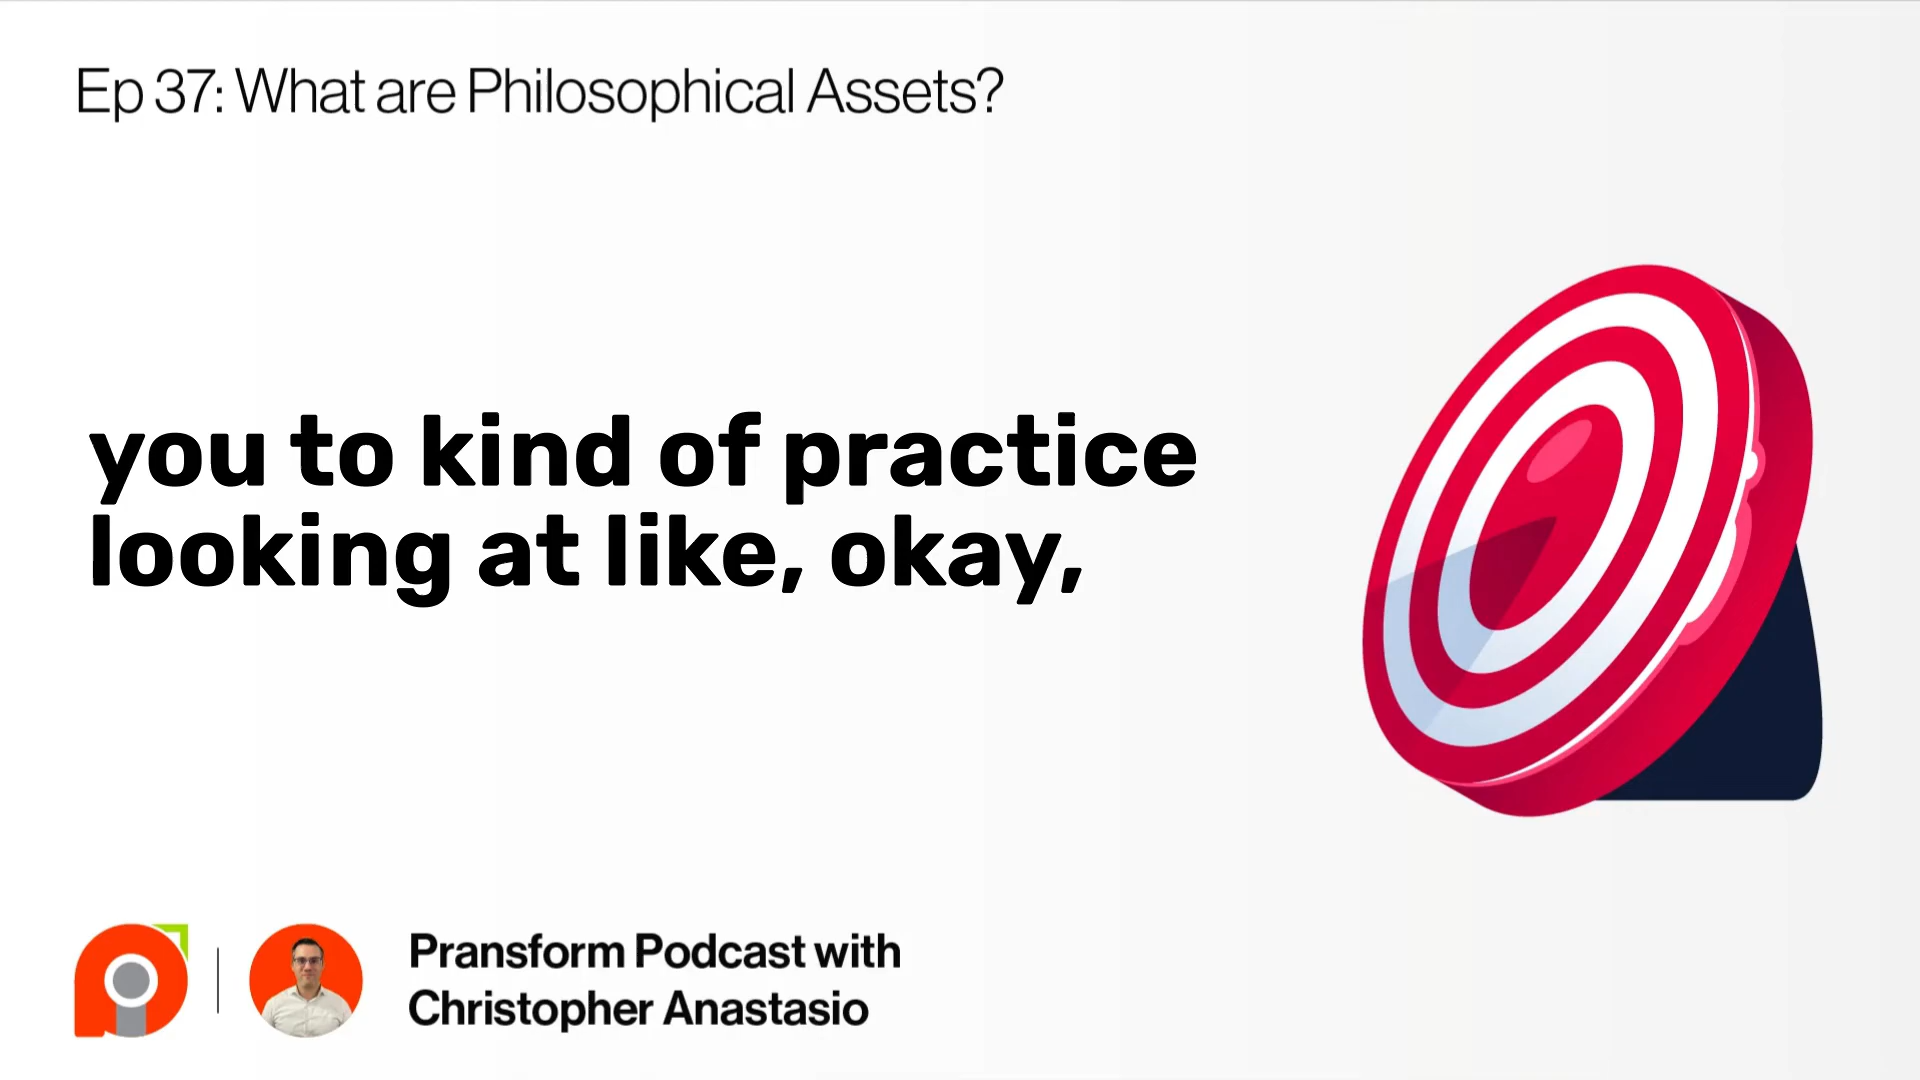 Ep 37: What are Philosophical Assets?
you to kind of practice
looking at like, okay,
Pransform Podcast with
Christopher Anastasio